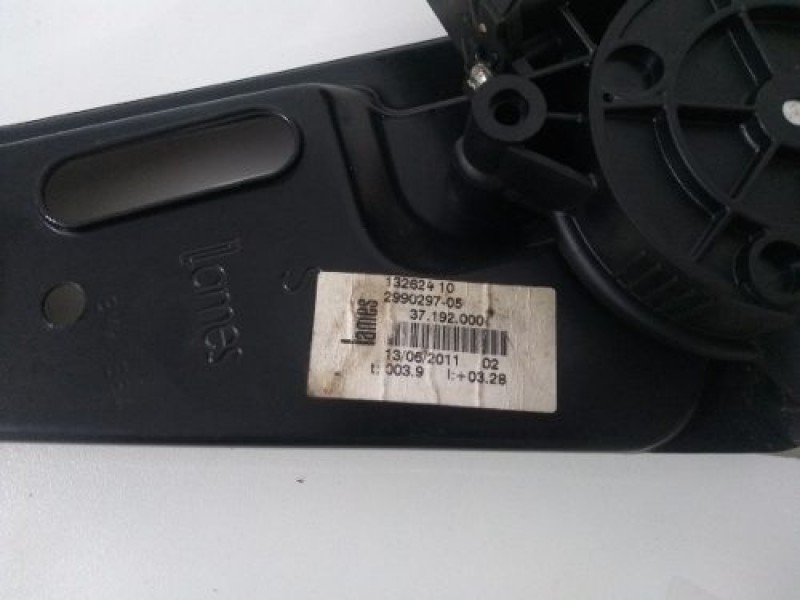 lames
S
13262410
2990297-05
37.192.000
lames
13/06/2011 02
t: 003.9 l:+03.28